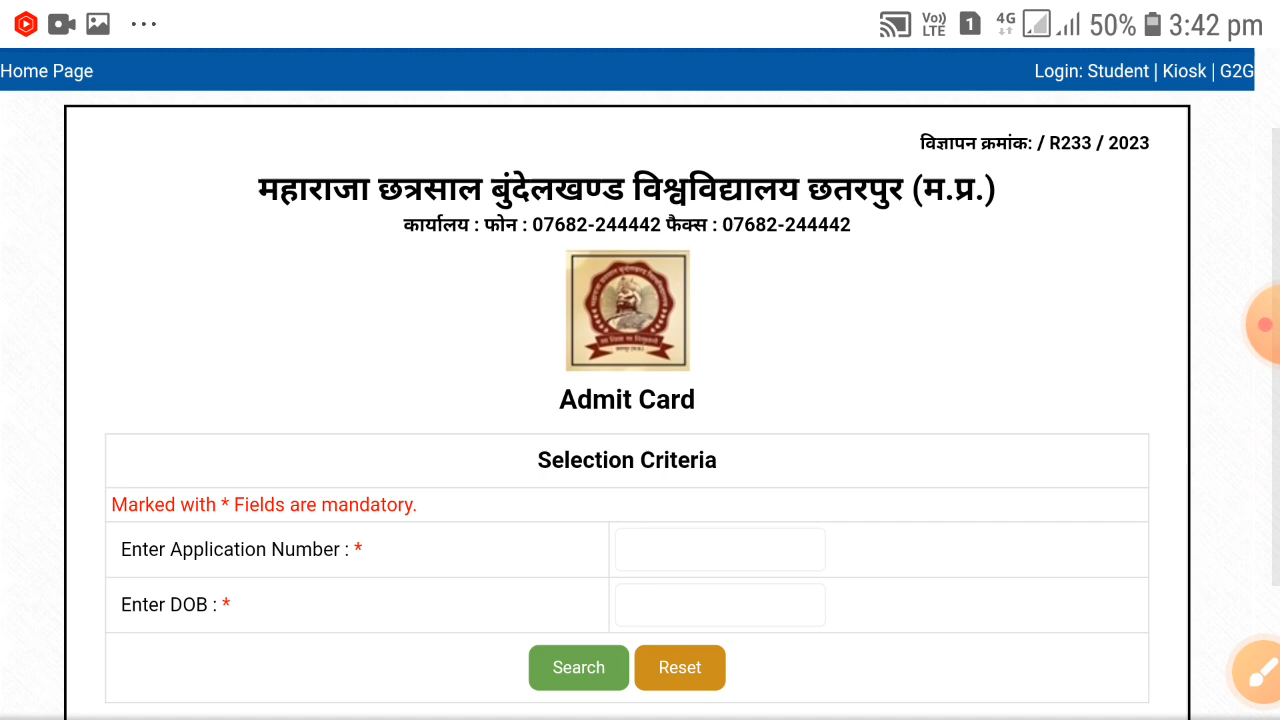 Vo)) LTE 1 4G 50% 3:42 pm
Home Page Login: Student | Kiosk | G2G
विज्ञापन क्रमांक: / R233 / 2023
महाराजा छत्रसाल बुंदेलखण्ड विश्वविद्यालय छतरपुर (म.प्र.)
कार्यालय : फोन : 07682-244442 फैक्स : 07682-244442
Admit Card
Selection Criteria
Marked with * Fields are mandatory.
Enter Application Number : *
Enter DOB : *
Search Reset